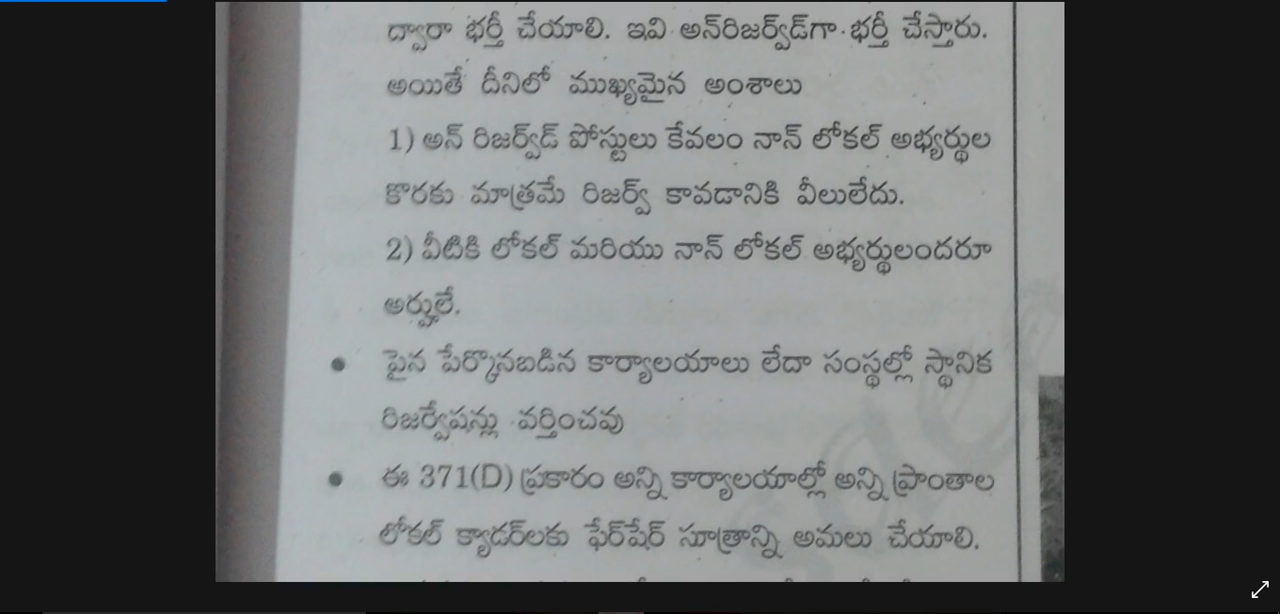 ద్వారా భర్తీ చేయాలి. ఇవి అన్‌రిజర్వ్‌డ్‌గా భర్తీ చేస్తారు.
అయితే దీనిలో ముఖ్యమైన అంశాలు
1) అన్ రిజర్వ్‌డ్ పోస్టులు కేవలం నాన్ లోకల్ అభ్యర్థుల
కొరకు మాత్రమే రిజర్వ్ కావడానికి వీలులేదు.
2) వీటికి లోకల్ మరియు నాన్ లోకల్ అభ్యర్థులందరూ
అర్హులే.
• పైన పేర్కొనబడిన కార్యాలయాలు లేదా సంస్థల్లో స్థానిక
రిజర్వేషన్లు వర్తించవు
• ఈ 371(D) ప్రకారం అన్ని కార్యాలయాల్లో అన్ని ప్రాంతాల
లోకల్ క్యాడర్‌లకు ఫేర్‌షేర్ సూత్రాన్ని అమలు చేయాలి.